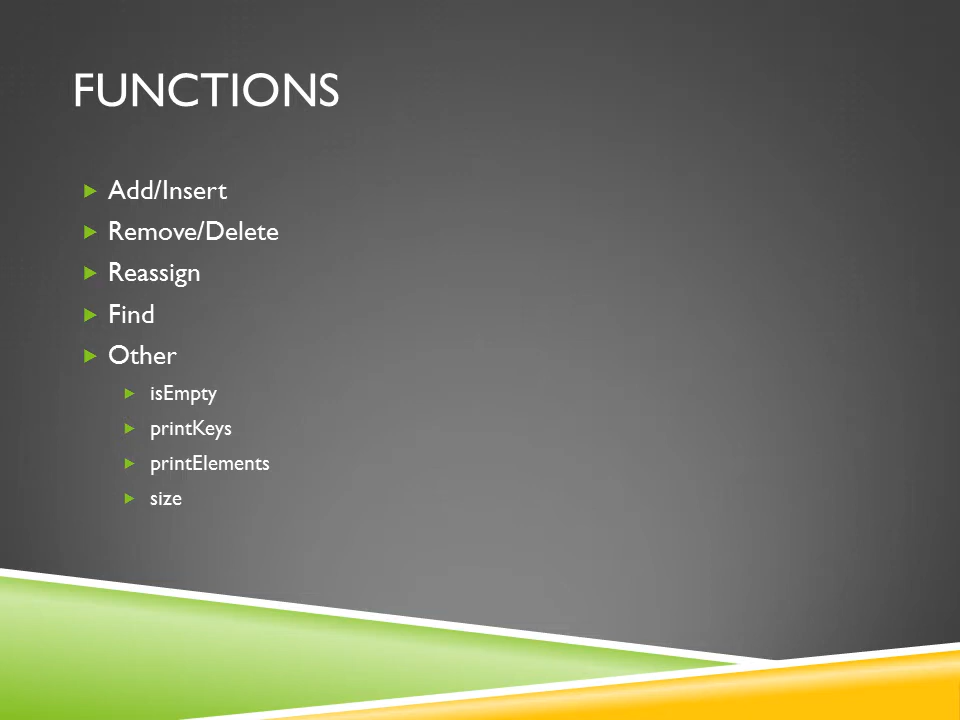 FUNCTIONS
Add/Insert
Remove/Delete
Reassign
Find
Other
isEmpty
printKeys
printElements
size